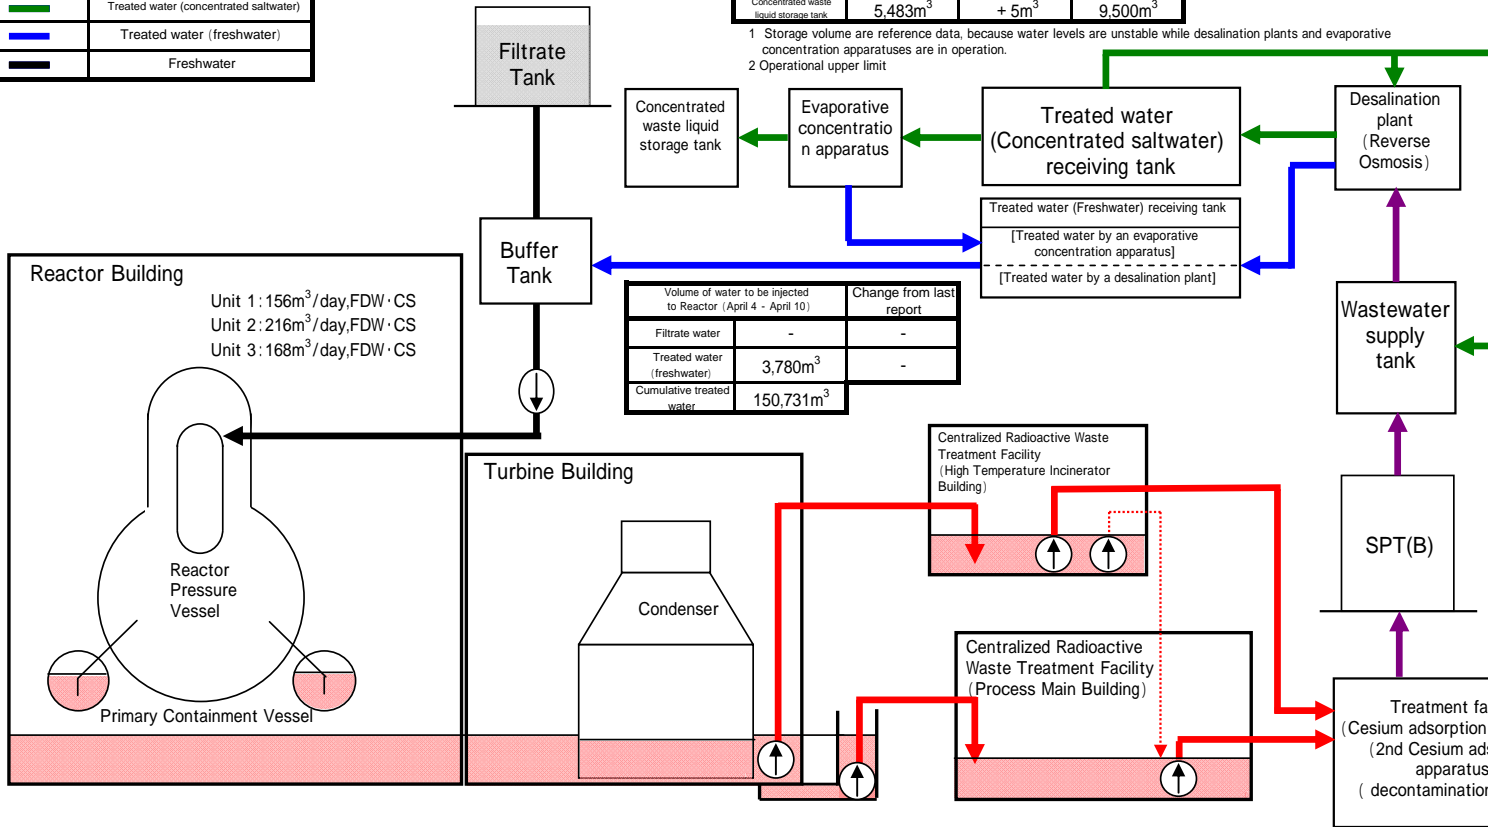 Treated water (concentrated saltwater)
Treated water (freshwater)
Freshwater
Concentrated waste
liquid storage tank
5,483m³
+ 5m³
9,500m³
1 Storage volume are reference data, because water levels are unstable while desalination plants and evaporative
concentration apparatuses are in operation.
2 Operational upper limit
Filtrate
Tank
Concentrated
waste liquid
storage tank
Evaporative
concentratio
n apparatus
Treated water
(Concentrated saltwater)
receiving tank
Desalination
plant
(Reverse
Osmosis)
Treated water (Freshwater) receiving tank
[Treated water by an evaporative
concentration apparatus]
[Treated water by a desalination plant]
Buffer
Tank
Reactor Building
Unit 1:156m³/day,FDW·CS
Unit 2:216m³/day,FDW·CS
Unit 3:168m³/day,FDW·CS
Volume of water to be injected
to Reactor (April 4 - April 10)
Change from last
report
Filtrate water
-
-
Treated water
(freshwater)
3,780m³
-
Cumulative treated
water
150,731m³
Wastewater
supply
tank
Turbine Building
Centralized Radioactive Waste
Treatment Facility
(High Temperature Incinerator
Building)
SPT(B)
Reactor
Pressure
Vessel
Condenser
Centralized Radioactive
Waste Treatment Facility
(Process Main Building)
Primary Containment Vessel
Treatment fa
(Cesium adsorption
(2nd Cesium ads
apparatus
( decontamination